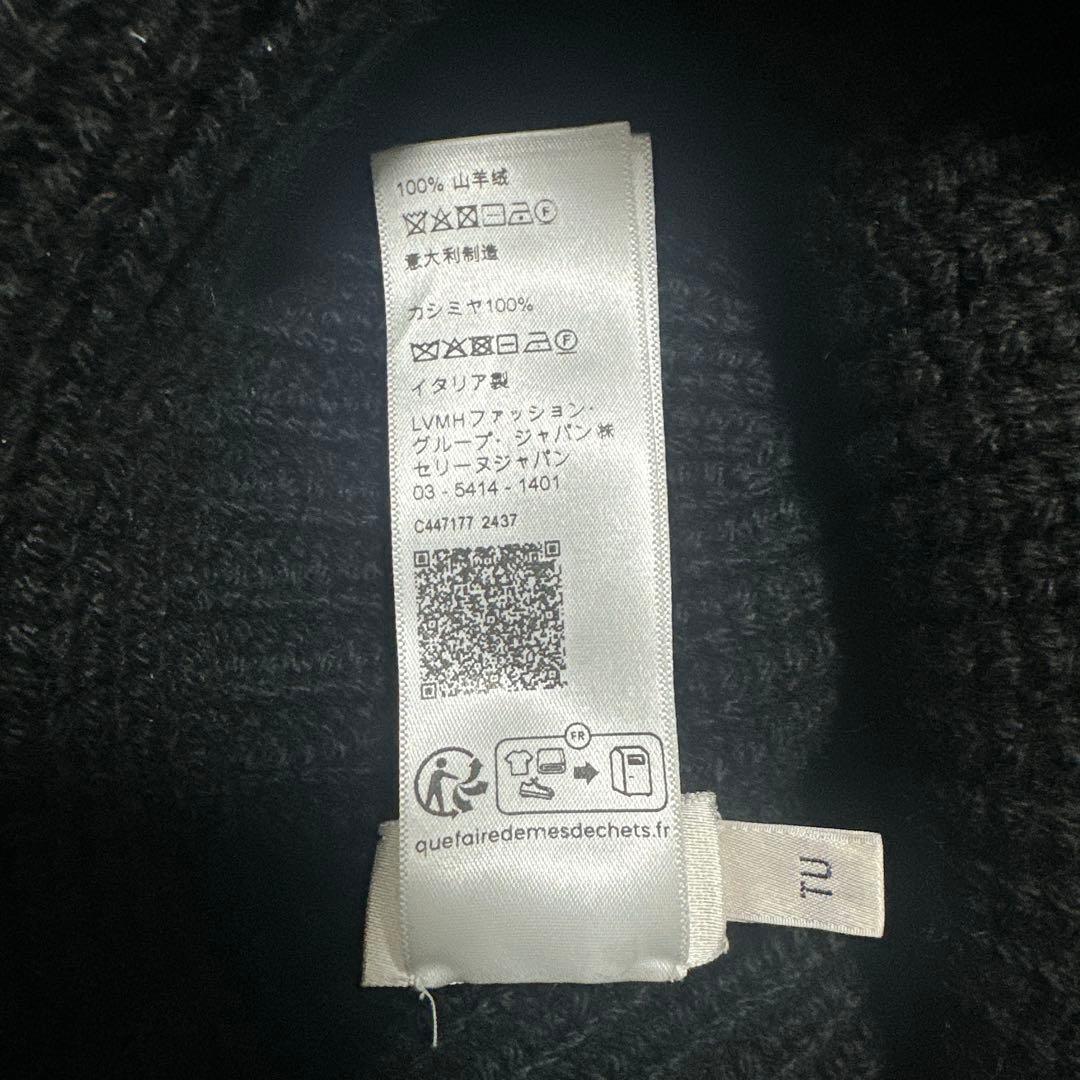 100% 山羊绒
F
意大利制造
カシミヤ100%
F
イタリア製
LVMHファッション・
グループ・ジャパン㈱
セリーヌジャパン
03 - 5414 - 1401
C447177 2437
FR
quefairedemesdechets.fr
TU